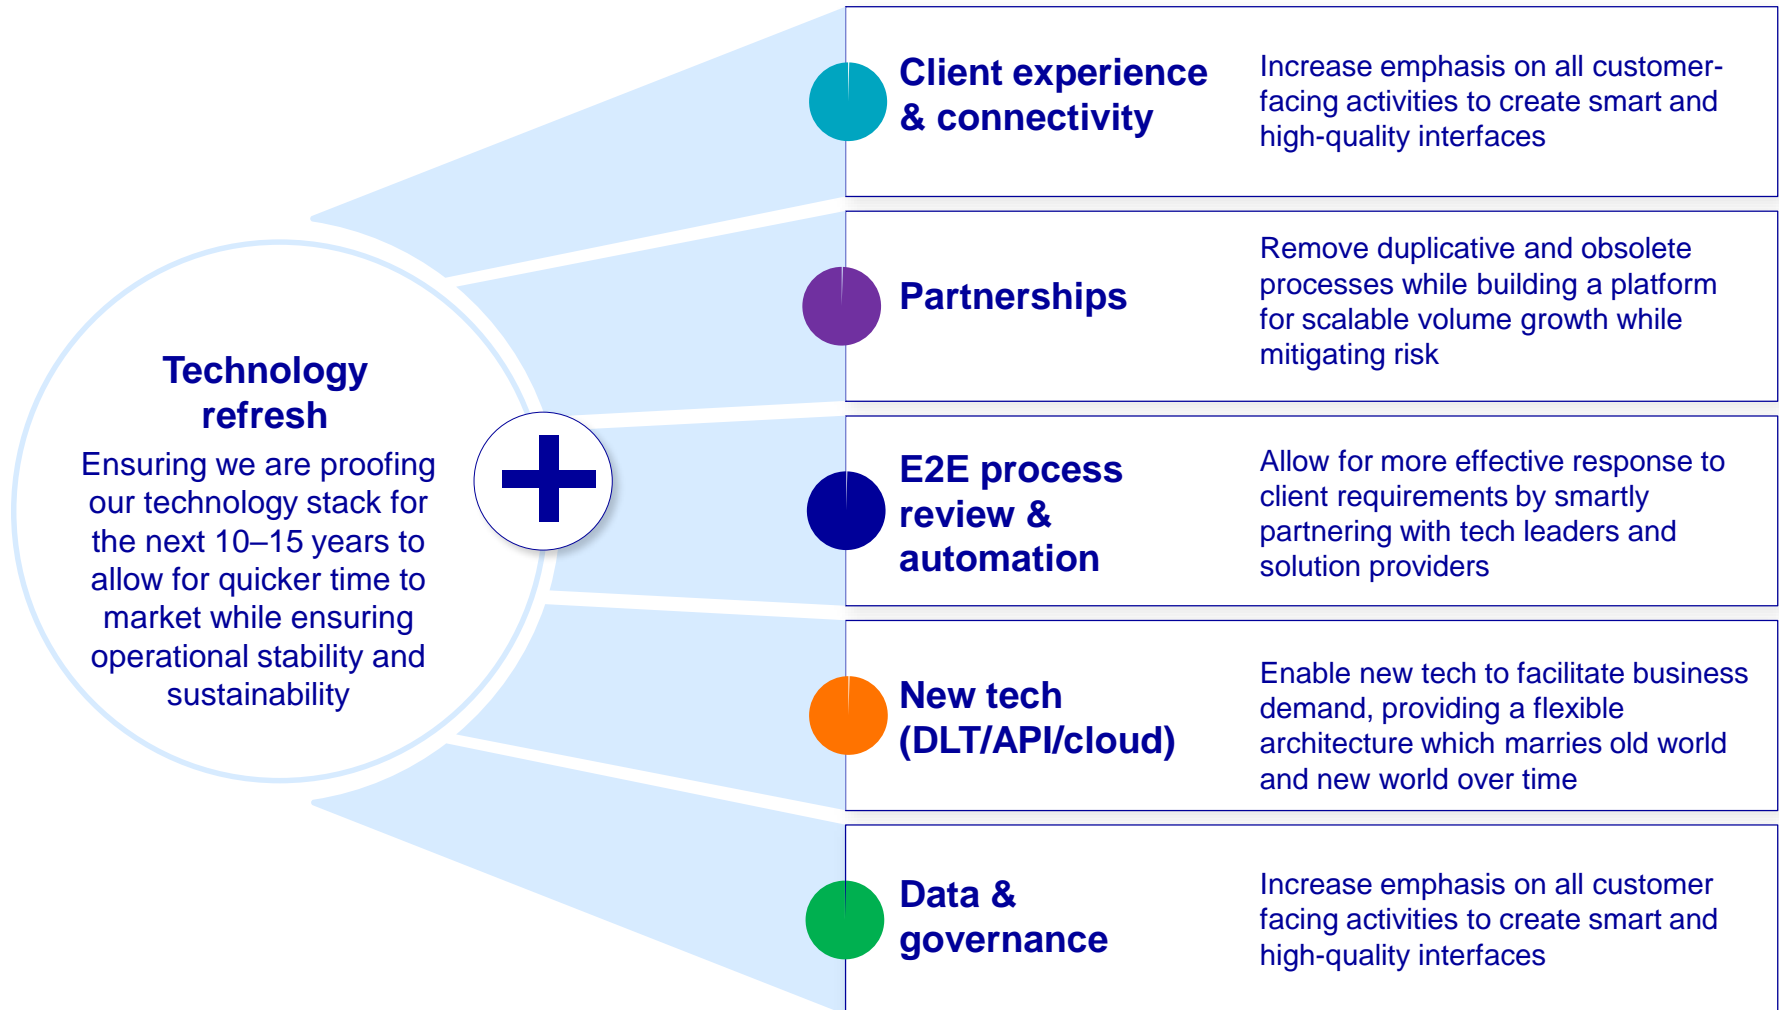 Technology
refresh
Ensuring we are proofing
our technology stack for
the next 10–15 years to
allow for quicker time to
market while ensuring
operational stability and
sustainability
Client experience
& connectivity
Increase emphasis on all customer-
facing activities to create smart and
high-quality interfaces
Partnerships
Remove duplicative and obsolete
processes while building a platform
for scalable volume growth while
mitigating risk
E2E process
review &
automation
Allow for more effective response to
client requirements by smartly
partnering with tech leaders and
solution providers
New tech
(DLT/API/cloud)
Enable new tech to facilitate business
demand, providing a flexible
architecture which marries old world
and new world over time
Data &
governance
Increase emphasis on all customer
facing activities to create smart and
high-quality interfaces